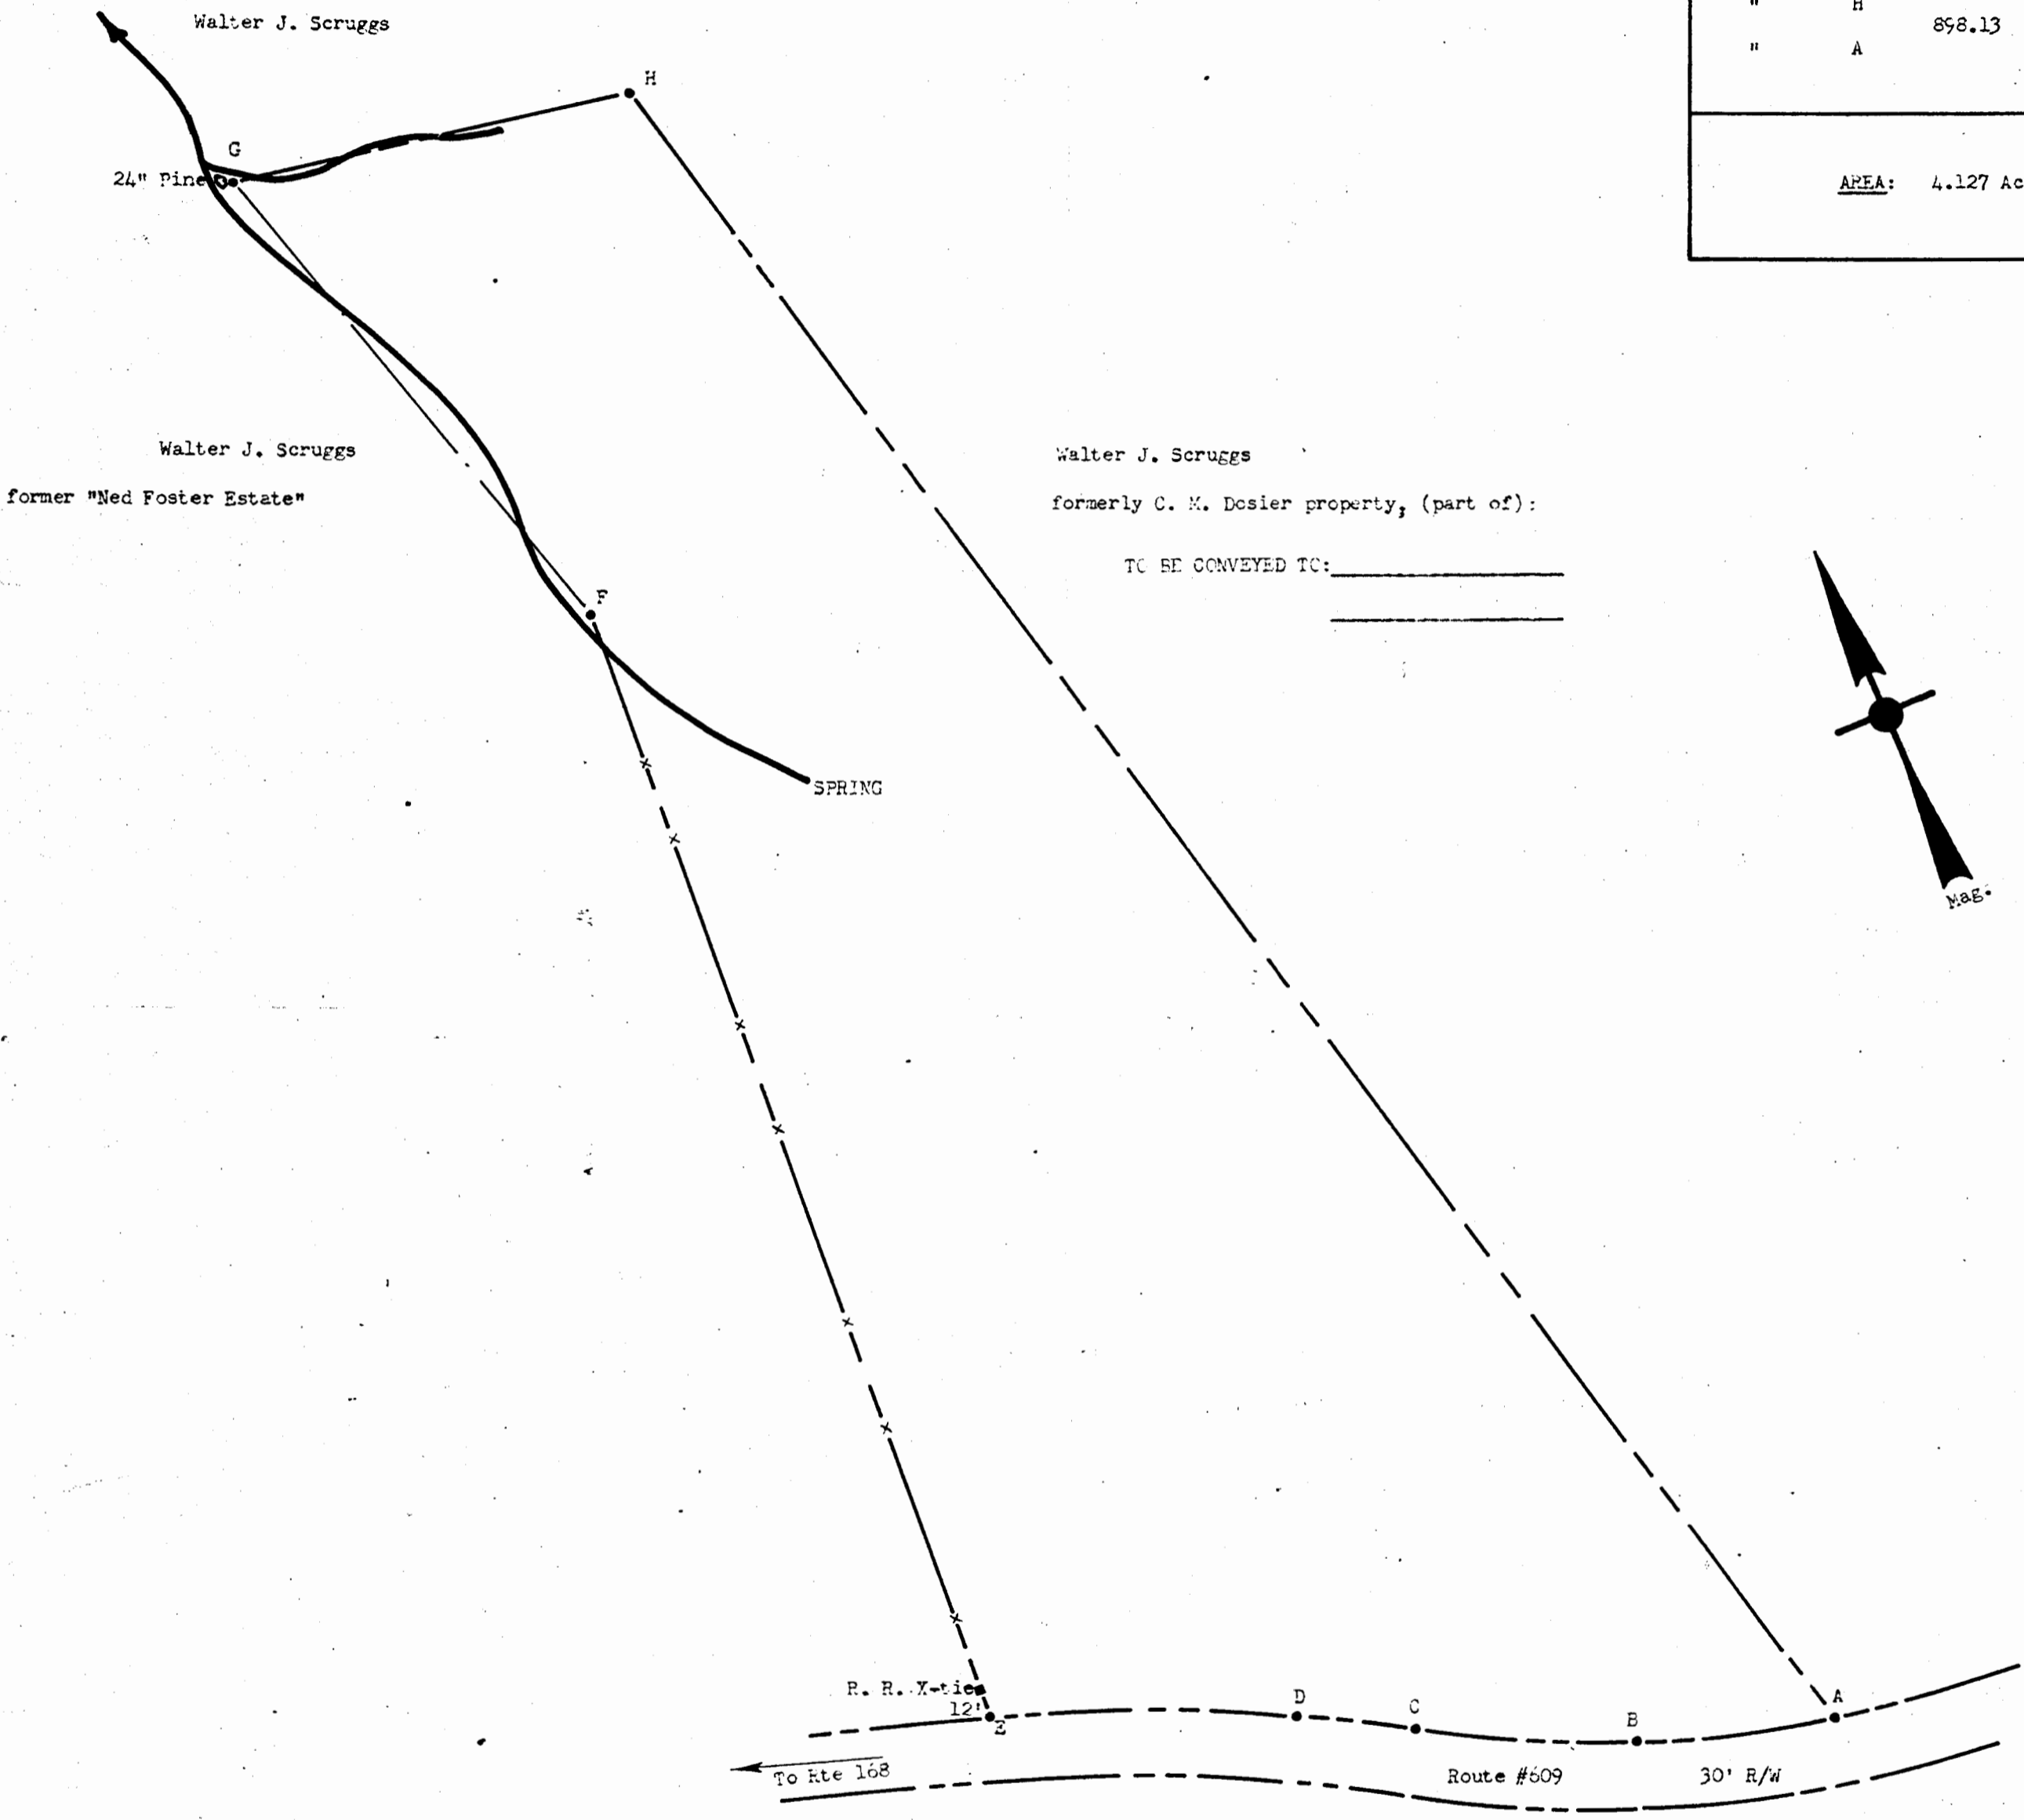 Walter J. Scruggs
" H
898.13
" A
H
G
24" Pine
AREA: 4.127 Ac
Walter J. Scruggs
former "Ned Foster Estate"
Walter J. Scruggs
formerly C. M. Dosier property, (part of):
TO BE CONVEYED TO:
F
SPRING
Mag.
R. R. X-tie
12'
E
D
C
B
A
To Rte 168
Route #609 30' R/W